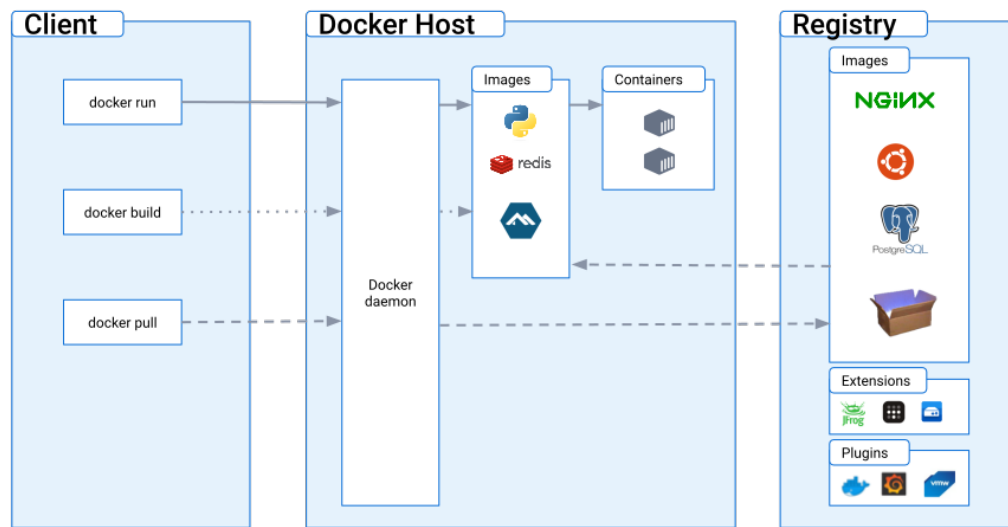 Client
docker run
docker build
docker pull
Docker Host
Docker
daemon
Images
redis
Containers
Registry
Images
NGINX
PostgreSQL
Extensions
JFrog
Plugins
vmw